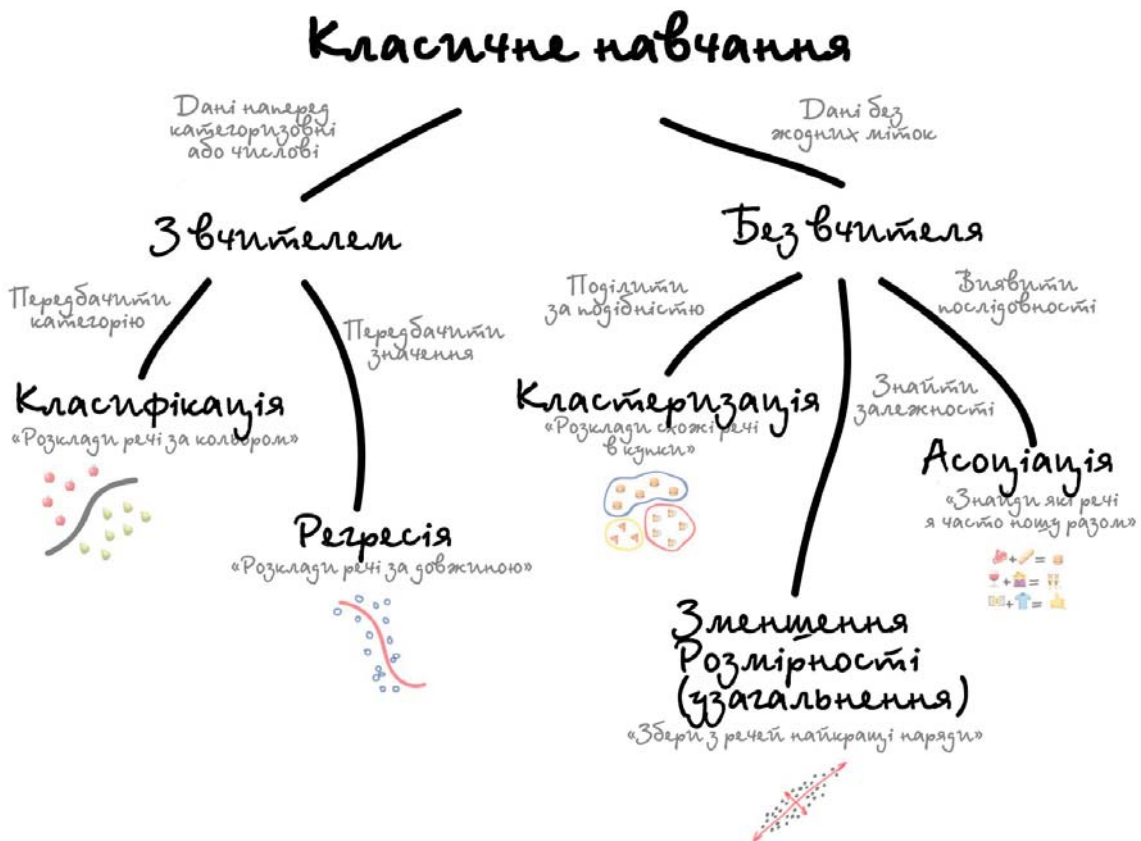 Класичне навчання
Дані наперед
категоризовні
або числові
Дані без
жодних міток
З вчителем
Без вчителя
Передбачити
категорію
Передбачити
значення
Поділити
за подібністю
Виявити
послідовності
Знайти
залежності
Класифікація
«Розклади речі за кольором»
Регресія
«Розклади речі за довжиною»
Кластеризація
«Розклади схожі речі
в купки»
Асоціація
«Знайди які речі
я часто ношу разом»
Зменшення
Розмірності
(узагальнення)
«Збери з речей найкращі наряди»